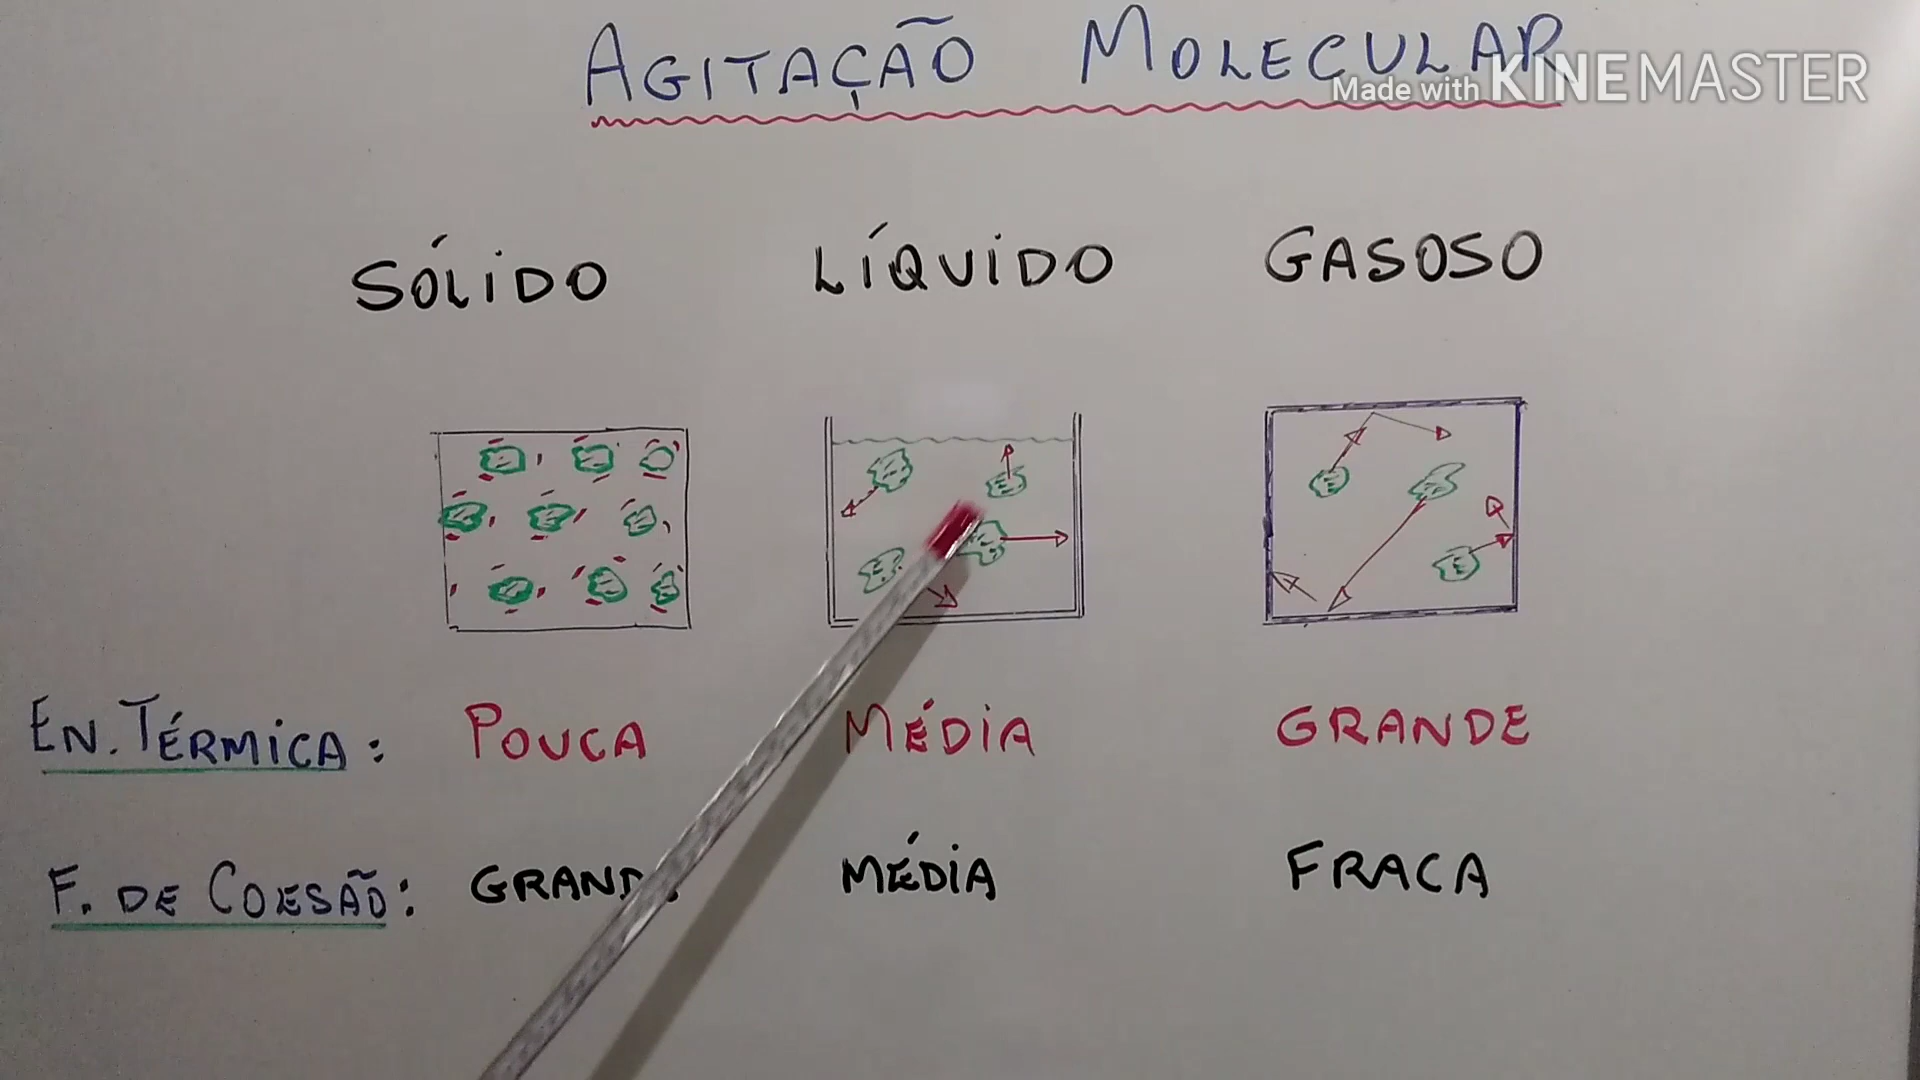 AGITAÇÃO MOLECULAR
Made with KINEMASTER
SÓLIDO LÍQUIDO GASOSO
EN. TÉRMICA: POUCA MÉDIA GRANDE
F. DE COESÃO: MÉDIA FRACA